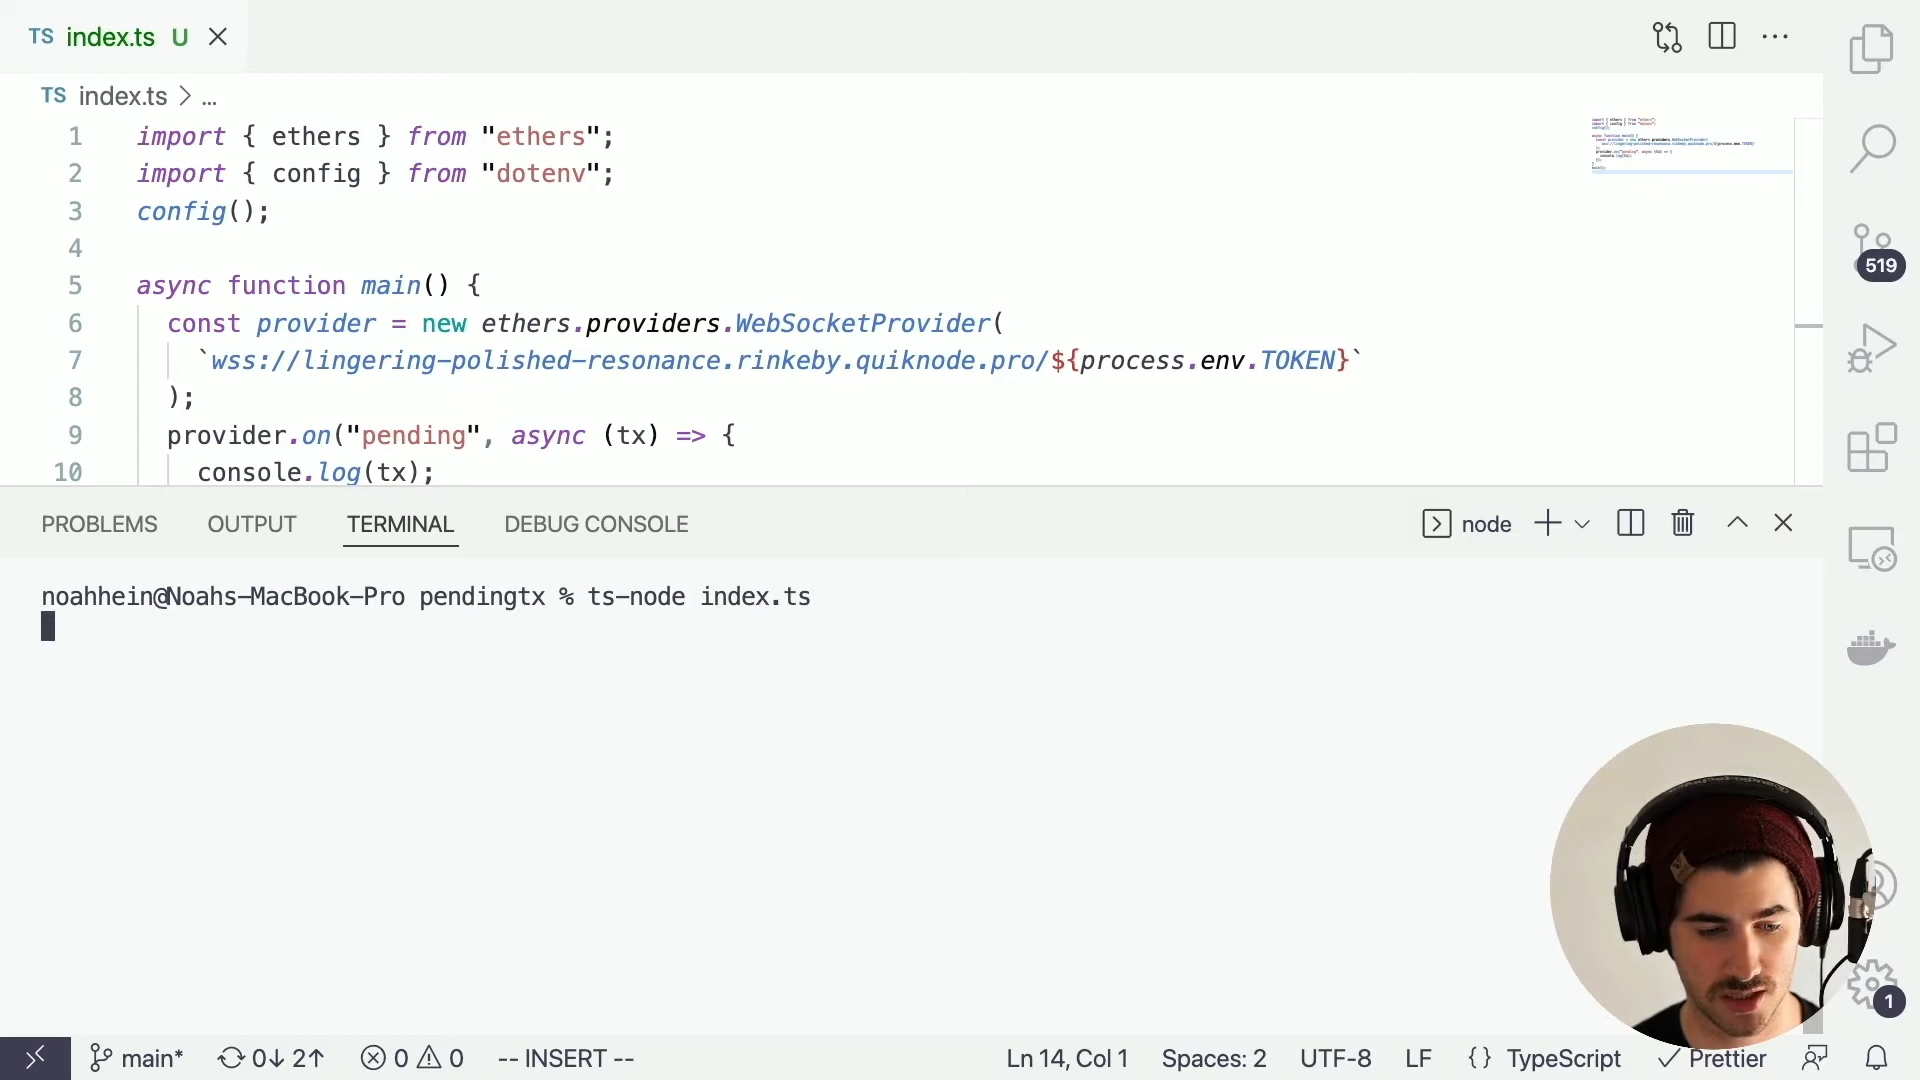 TS index.ts U
TS index.ts > ...
1 import { ethers } from "ethers";
2 import { config } from "dotenv";
3 config();
4
5 async function main() {
6 const provider = new ethers.providers.WebSocketProvider(
7 `wss://lingering-polished-resonance.rinkeby.quiknode.pro/${process.env.TOKEN}`
8 );
9 provider.on("pending", async (tx) => {
10 console.log(tx);
519
PROBLEMS OUTPUT TERMINAL DEBUG CONSOLE node
noahhein@Noahs-MacBook-Pro pendingtx % ts-node index.ts
1
main* 0↓ 2↑ 0 0 -- INSERT -- Ln 14, Col 1 Spaces: 2 UTF-8 LF {} TypeScript Prettier